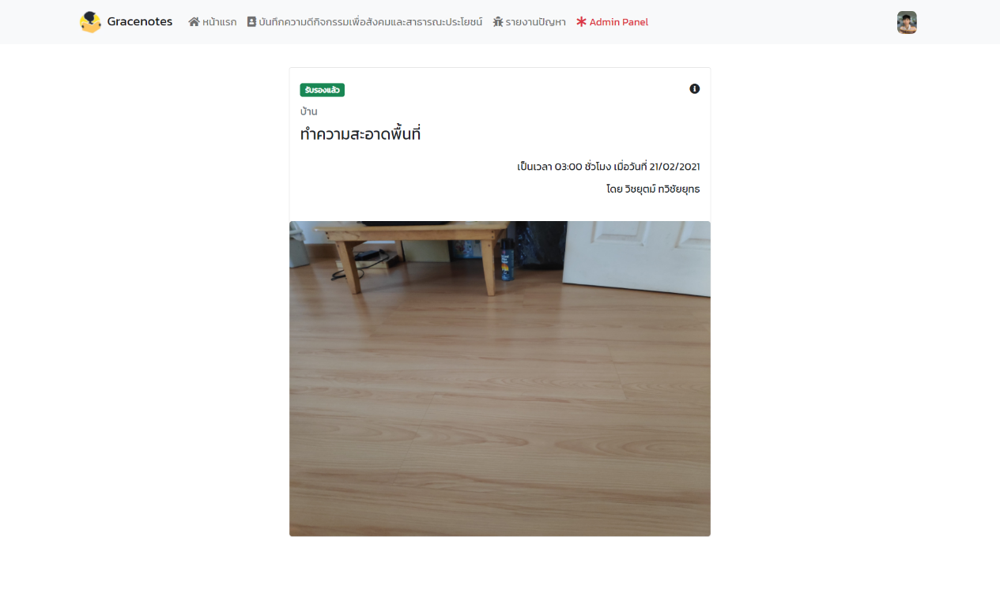 Gracenotes หน้าแรก บันทึกความดีกิจกรรมเพื่อสังคมและสาธารณะประโยชน์ รายงานปัญหา Admin Panel
รับรองแล้ว
บ้าน
ทำความสะอาดพื้นที่
เป็นเวลา 03:00 ชั่วโมง เมื่อวันที่ 21/02/2021
โดย วิชยุตม์ ทวิชัยยุทธ